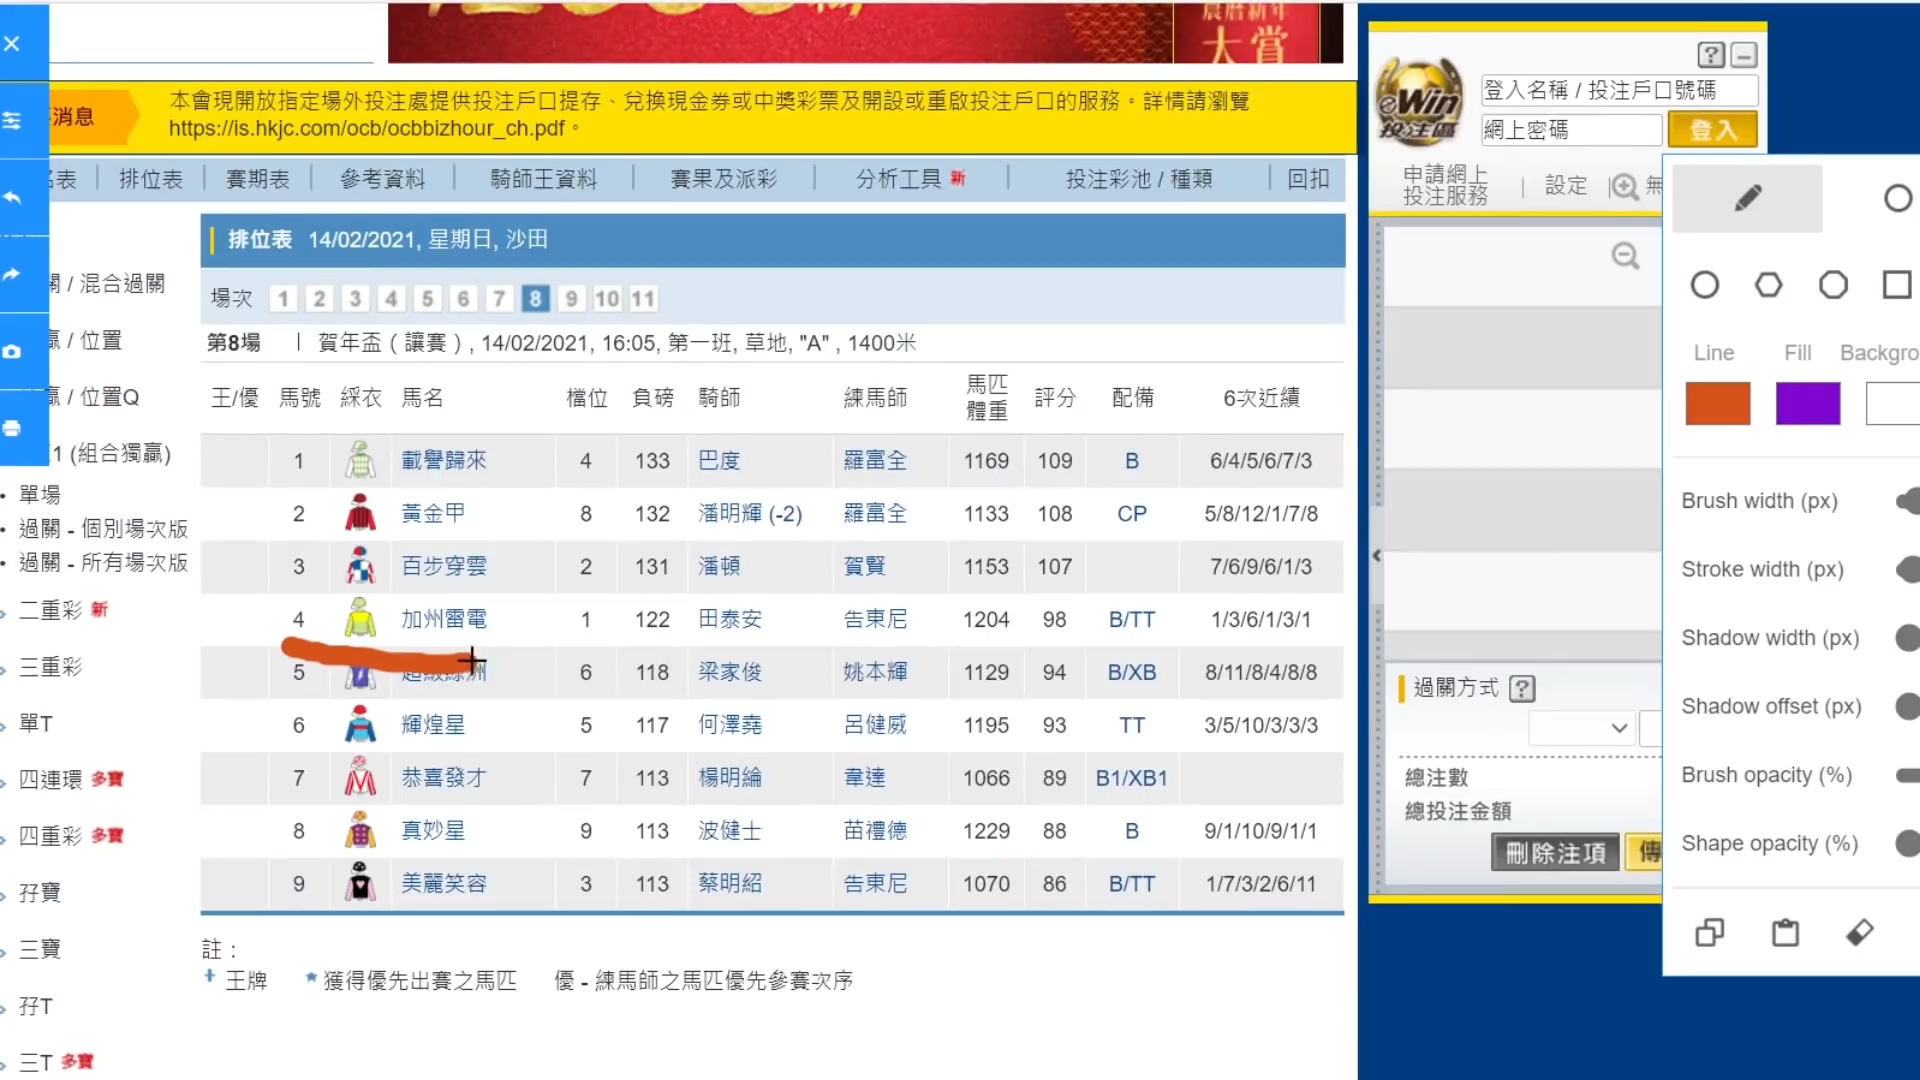 農曆新年
大賞
消息
本會現開放指定場外投注處提供投注戶口提存、兌換現金券或中獎彩票及開設或重啟投注戶口的服務。詳情請瀏覽
https://is.hkjc.com/ocb/ocbbizhour_ch.pdf。
名表 排位表 賽期表 參考資料 騎師王資料 賽果及派彩 分析工具 新 投注彩池 / 種類 回扣
排位表 14/02/2021, 星期日, 沙田
場次 1 2 3 4 5 6 7 8 9 10 11
第8場 | 賀年盃 ( 讓賽 ) , 14/02/2021, 16:05, 第一班, 草地, "A" , 1400米
王/優 馬號 綵衣 馬名 檔位 負磅 騎師 練馬師 馬匹體重 評分 配備 6次近績
1 載譽歸來 4 133 巴度 羅富全 1169 109 B 6/4/5/6/7/3
2 黃金甲 8 132 潘明輝 (-2) 羅富全 1133 108 CP 5/8/12/1/7/8
3 百步穿雲 2 131 潘頓 賀賢 1153 107 7/6/9/6/1/3
4 加州雷電 1 122 田泰安 告東尼 1204 98 B/TT 1/3/6/1/3/1
5 超級綠洲 6 118 梁家俊 姚本輝 1129 94 B/XB 8/11/8/4/8/8
6 輝煌星 5 117 何澤堯 呂健威 1195 93 TT 3/5/10/3/3/3
7 恭喜發才 7 113 楊明綸 韋達 1066 89 B1/XB1
8 真妙星 9 113 波健士 苗禮德 1229 88 B 9/1/10/9/1/1
9 美麗笑容 3 113 蔡明紹 告東尼 1070 86 B/TT 1/7/3/2/6/11
註 :
王牌 獲得優先出賽之馬匹 優 - 練馬師之馬匹優先參賽次序
關 / 混合過關
贏 / 位置
贏 / 位置Q
1 (組合獨贏)
單場
過關 - 個別場次版
過關 - 所有場次版
二重彩 新
三重彩
單T
四連環 多寶
四重彩 多寶
孖寶
三寶
孖T
三T 多寶
eWin
投注區
登入名稱 / 投注戶口號碼
網上密碼
登入
申請網上
投注服務
設定
無
過關方式
總注數
總投注金額
刪除注項
傳
Line Fill Backgro
Brush width (px)
Stroke width (px)
Shadow width (px)
Shadow offset (px)
Brush opacity (%)
Shape opacity (%)